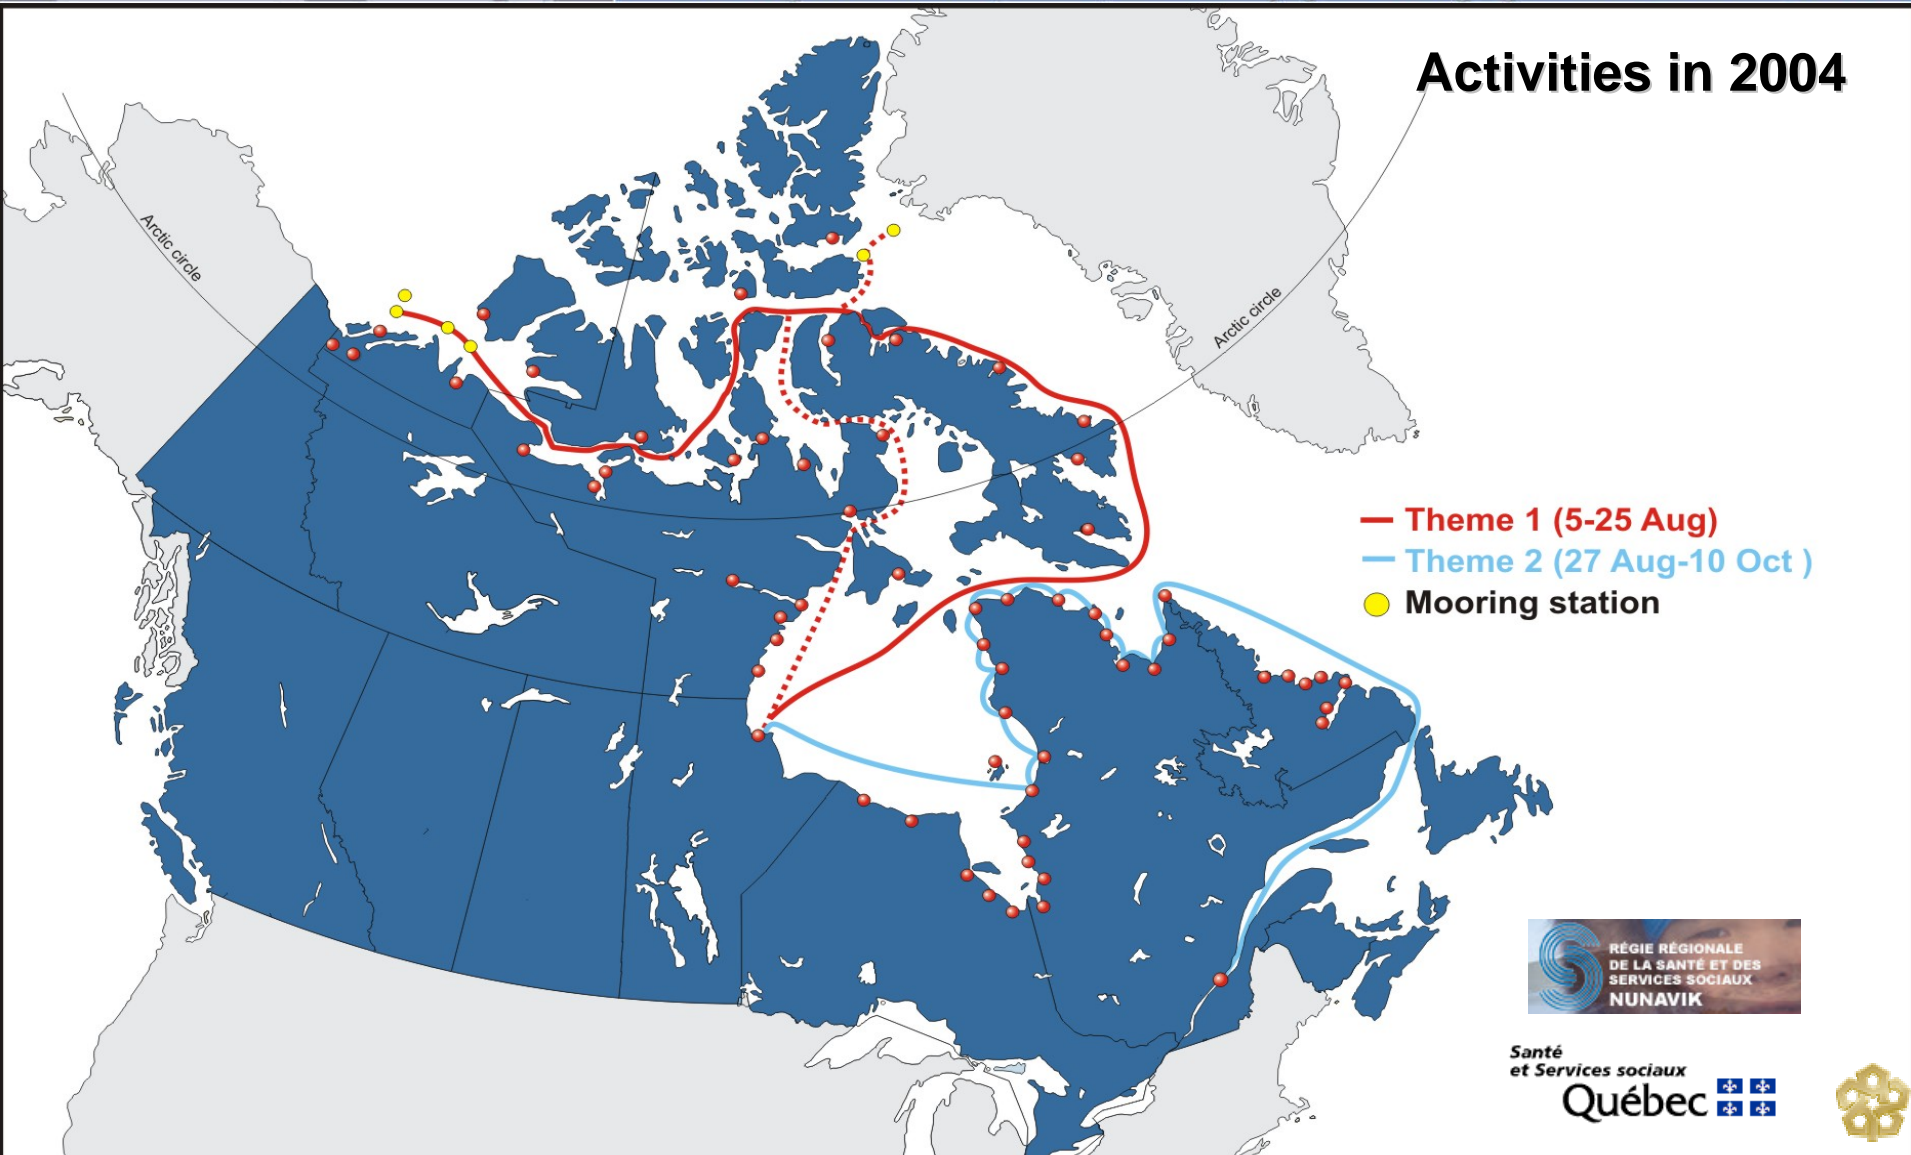 Activities in 2004
Arctic circle
Arctic circle
Theme 1 (5-25 Aug)
Theme 2 (27 Aug-10 Oct )
Mooring station
RÉGIE RÉGIONALE
DE LA SANTÉ ET DES
SERVICES SOCIAUX
NUNAVIK
Santé
et Services sociaux
Québec